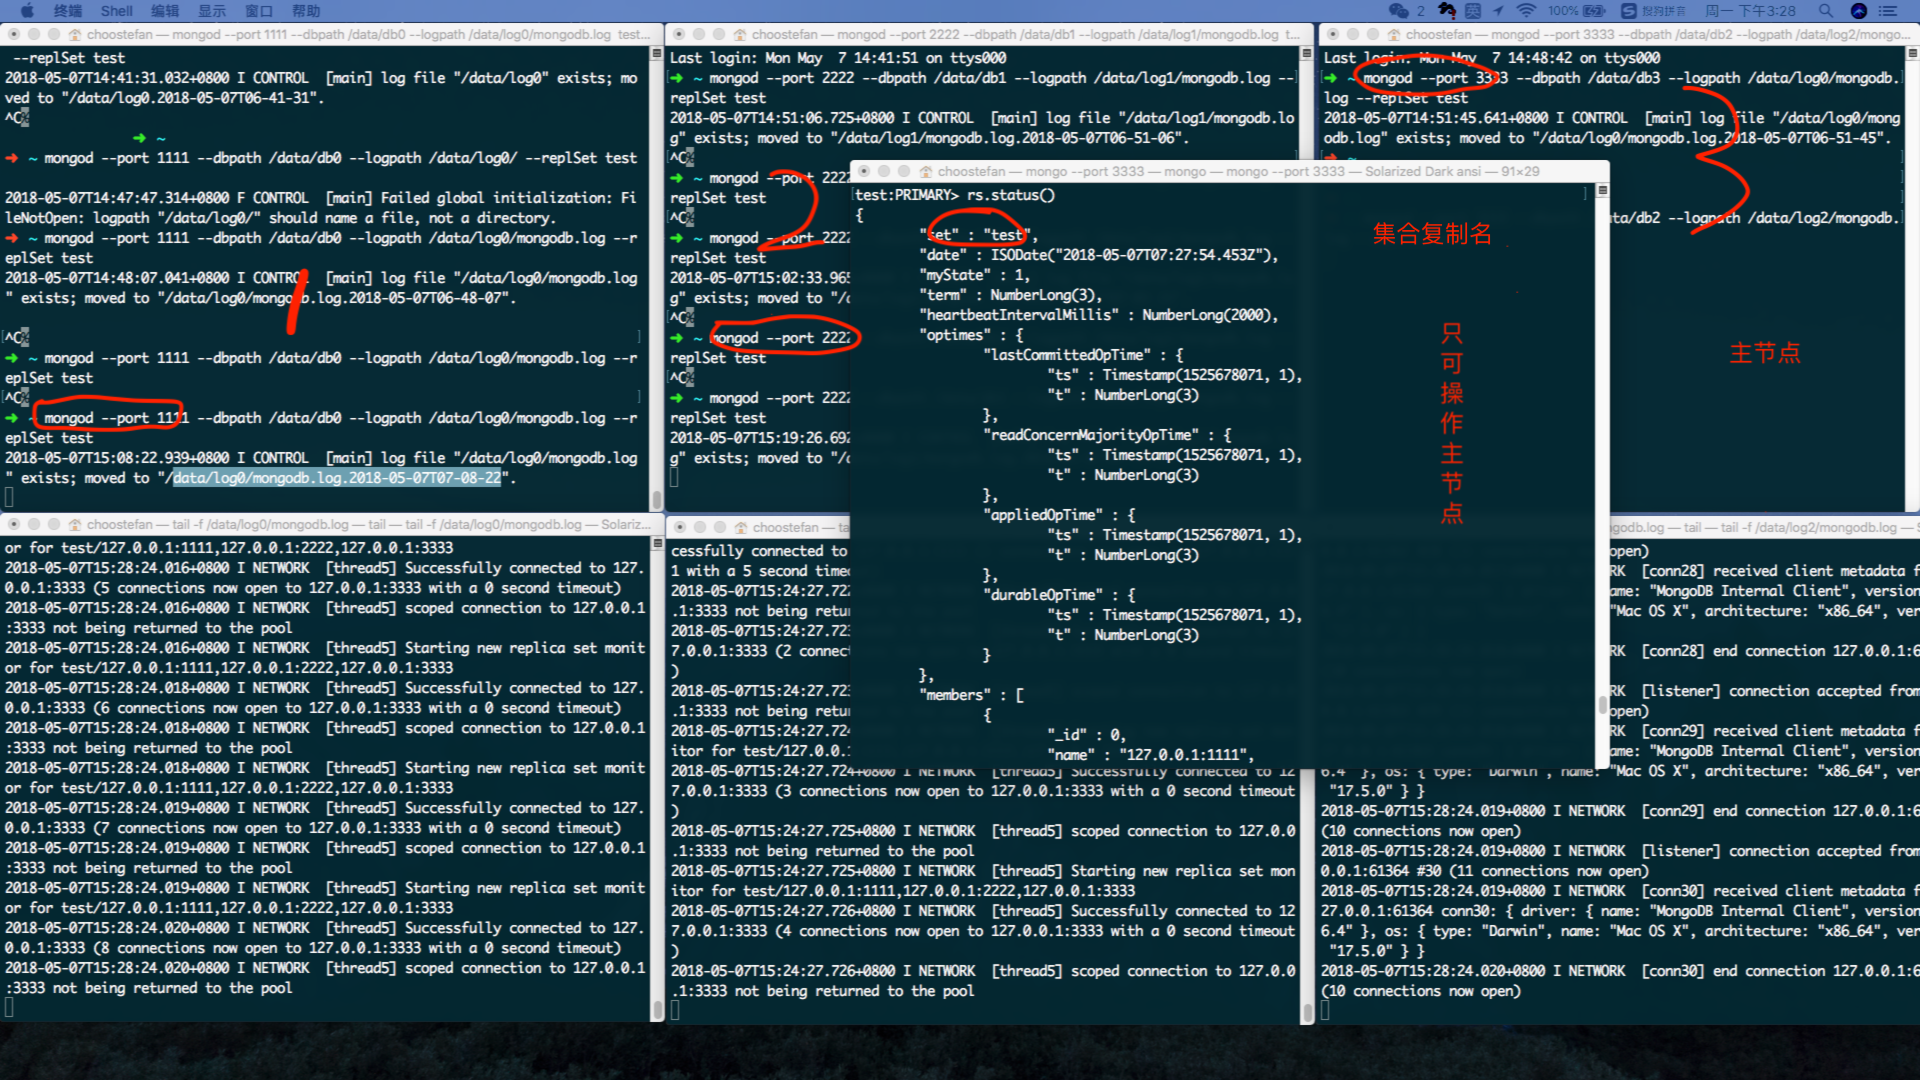 终端 Shell 编辑 显示 窗口 帮助
2 英 100% 搜狗拼音 周一 下午3:28
choostefan — mongod --port 1111 --dbpath /data/db0 --logpath /data/log0/mongodb.log test...
--replSet test
2018-05-07T14:41:31.032+0800 I CONTROL [main] log file "/data/log0" exists; mo
ved to "/data/log0.2018-05-07T06-41-31".
^C%
➜ ~
➜ ~ mongod --port 1111 --dbpath /data/db0 --logpath /data/log0/ --replSet test
2018-05-07T14:47:47.314+0800 F CONTROL [main] Failed global initialization: Fi
leNotOpen: logpath "/data/log0/" should name a file, not a directory.
➜ ~ mongod --port 1111 --dbpath /data/db0 --logpath /data/log0/mongodb.log --r
eplSet test
2018-05-07T14:48:07.041+0800 I CONTROL [main] log file "/data/log0/mongodb.log
" exists; moved to "/data/log0/mongodb.log.2018-05-07T06-48-07".
1
^C%
➜ ~ mongod --port 1111 --dbpath /data/db0 --logpath /data/log0/mongodb.log --r
eplSet test
^C%
➜ ~ mongod --port 1111 --dbpath /data/db0 --logpath /data/log0/mongodb.log --r
eplSet test
2018-05-07T15:08:22.939+0800 I CONTROL [main] log file "/data/log0/mongodb.log
" exists; moved to "/data/log0/mongodb.log.2018-05-07T07-08-22".
choostefan — mongod --port 2222 --dbpath /data/db1 --logpath /data/log1/mongodb.log t...
Last login: Mon May 7 14:41:51 on ttys000
➜ ~ mongod --port 2222 --dbpath /data/db1 --logpath /data/log1/mongodb.log --
replSet test
2018-05-07T14:51:06.725+0800 I CONTROL [main] log file "/data/log1/mongodb.lo
g" exists; moved to "/data/log1/mongodb.log.2018-05-07T06-51-06".
^C%
➜ ~ mongod --port 2222
replSet test
^C%
2
➜ ~ mongod --port 2222
replSet test
2018-05-07T15:02:33.965
g" exists; moved to "/
^C%
➜ ~ mongod --port 2222
replSet test
^C%
➜ ~ mongod --port 2222
replSet test
2018-05-07T15:19:26.692
g" exists; moved to "/
choostefan — mongod --port 3333 --dbpath /data/db2 --logpath /data/log2/mongo...
Last login: Mon May 7 14:48:42 on ttys000
➜ ~ mongod --port 3333 --dbpath /data/db3 --logpath /data/log0/mongodb.
log --replSet test
2018-05-07T14:51:45.641+0800 I CONTROL [main] log file "/data/log0/mong
odb.log" exists; moved to "/data/log0/mongodb.log.2018-05-07T06-51-45".
3
ta/db2 --logpath /data/log2/mongodb.
主节点
choostefan — mongo --port 3333 — mongo — mongo --port 3333 — Solarized Dark ansi — 91×29
test:PRIMARY> rs.status()
{
"set" : "test",
"date" : ISODate("2018-05-07T07:27:54.453Z"),
"myState" : 1,
"term" : NumberLong(3),
"heartbeatIntervalMillis" : NumberLong(2000),
"optimes" : {
"lastCommittedOpTime" : {
"ts" : Timestamp(1525678071, 1),
"t" : NumberLong(3)
},
"readConcernMajorityOpTime" : {
"ts" : Timestamp(1525678071, 1),
"t" : NumberLong(3)
},
"appliedOpTime" : {
"ts" : Timestamp(1525678071, 1),
"t" : NumberLong(3)
},
"durableOpTime" : {
"ts" : Timestamp(1525678071, 1),
"t" : NumberLong(3)
}
},
"members" : [
{
"_id" : 0,
"name" : "127.0.0.1:1111",
集合复制名
只
可
操
作
主
节
点
choostefan — tail -f /data/log0/mongodb.log — tail — tail -f /data/log0/mongodb.log — Solariz...
or for test/127.0.0.1:1111,127.0.0.1:2222,127.0.0.1:3333
2018-05-07T15:28:24.016+0800 I NETWORK [thread5] Successfully connected to 127.
0.0.1:3333 (5 connections now open to 127.0.0.1:3333 with a 0 second timeout)
2018-05-07T15:28:24.016+0800 I NETWORK [thread5] scoped connection to 127.0.0.1
:3333 not being returned to the pool
2018-05-07T15:28:24.016+0800 I NETWORK [thread5] Starting new replica set monit
or for test/127.0.0.1:1111,127.0.0.1:2222,127.0.0.1:3333
2018-05-07T15:28:24.018+0800 I NETWORK [thread5] Successfully connected to 127.
0.0.1:3333 (6 connections now open to 127.0.0.1:3333 with a 0 second timeout)
2018-05-07T15:28:24.018+0800 I NETWORK [thread5] scoped connection to 127.0.0.1
:3333 not being returned to the pool
2018-05-07T15:28:24.018+0800 I NETWORK [thread5] Starting new replica set monit
or for test/127.0.0.1:1111,127.0.0.1:2222,127.0.0.1:3333
2018-05-07T15:28:24.019+0800 I NETWORK [thread5] Successfully connected to 127.
0.0.1:3333 (7 connections now open to 127.0.0.1:3333 with a 0 second timeout)
2018-05-07T15:28:24.019+0800 I NETWORK [thread5] scoped connection to 127.0.0.1
:3333 not being returned to the pool
2018-05-07T15:28:24.019+0800 I NETWORK [thread5] Starting new replica set monit
or for test/127.0.0.1:1111,127.0.0.1:2222,127.0.0.1:3333
2018-05-07T15:28:24.020+0800 I NETWORK [thread5] Successfully connected to 127.
0.0.1:3333 (8 connections now open to 127.0.0.1:3333 with a 0 second timeout)
2018-05-07T15:28:24.020+0800 I NETWORK [thread5] scoped connection to 127.0.0.1
:3333 not being returned to the pool
choostefan — ta
cessfully connected to
1 with a 5 second time
2018-05-07T15:24:27.722
.1:3333 not being retur
2018-05-07T15:24:27.723
7.0.0.1:3333 (2 connect
)
2018-05-07T15:24:27.723
.1:3333 not being retur
2018-05-07T15:24:27.724
itor for test/127.0.0.1
2018-05-07T15:24:27.724+0800 I NETWORK [thread5] Successfully connected to 12
7.0.0.1:3333 (3 connections now open to 127.0.0.1:3333 with a 0 second timeout
)
2018-05-07T15:24:27.725+0800 I NETWORK [thread5] scoped connection to 127.0.0
.1:3333 not being returned to the pool
2018-05-07T15:24:27.725+0800 I NETWORK [thread5] Starting new replica set mon
itor for test/127.0.0.1:1111,127.0.0.1:2222,127.0.0.1:3333
2018-05-07T15:24:27.726+0800 I NETWORK [thread5] Successfully connected to 12
7.0.0.1:3333 (4 connections now open to 127.0.0.1:3333 with a 0 second timeout
)
2018-05-07T15:24:27.726+0800 I NETWORK [thread5] scoped connection to 127.0.0
.1:3333 not being returned to the pool
godb.log — tail — tail -f /data/log2/mongodb.log — S
open)
RK [conn28] received client metadata f
ame: "MongoDB Internal Client", version
"Mac OS X", architecture: "x86_64", ver
RK [conn28] end connection 127.0.0.1:6
RK [listener] connection accepted from
open)
RK [conn29] received client metadata f
ame: "MongoDB Internal Client", version
6.4" }, os: { type: "Darwin", name: "Mac OS X", architecture: "x86_64", ver
"17.5.0" } }
2018-05-07T15:28:24.019+0800 I NETWORK [conn29] end connection 127.0.0.1:6
(10 connections now open)
2018-05-07T15:28:24.019+0800 I NETWORK [listener] connection accepted from
0.0.1:61364 #30 (11 connections now open)
2018-05-07T15:28:24.019+0800 I NETWORK [conn30] received client metadata f
27.0.0.1:61364 conn30: { driver: { name: "MongoDB Internal Client", version
6.4" }, os: { type: "Darwin", name: "Mac OS X", architecture: "x86_64", ver
"17.5.0" } }
2018-05-07T15:28:24.020+0800 I NETWORK [conn30] end connection 127.0.0.1:6
(10 connections now open)